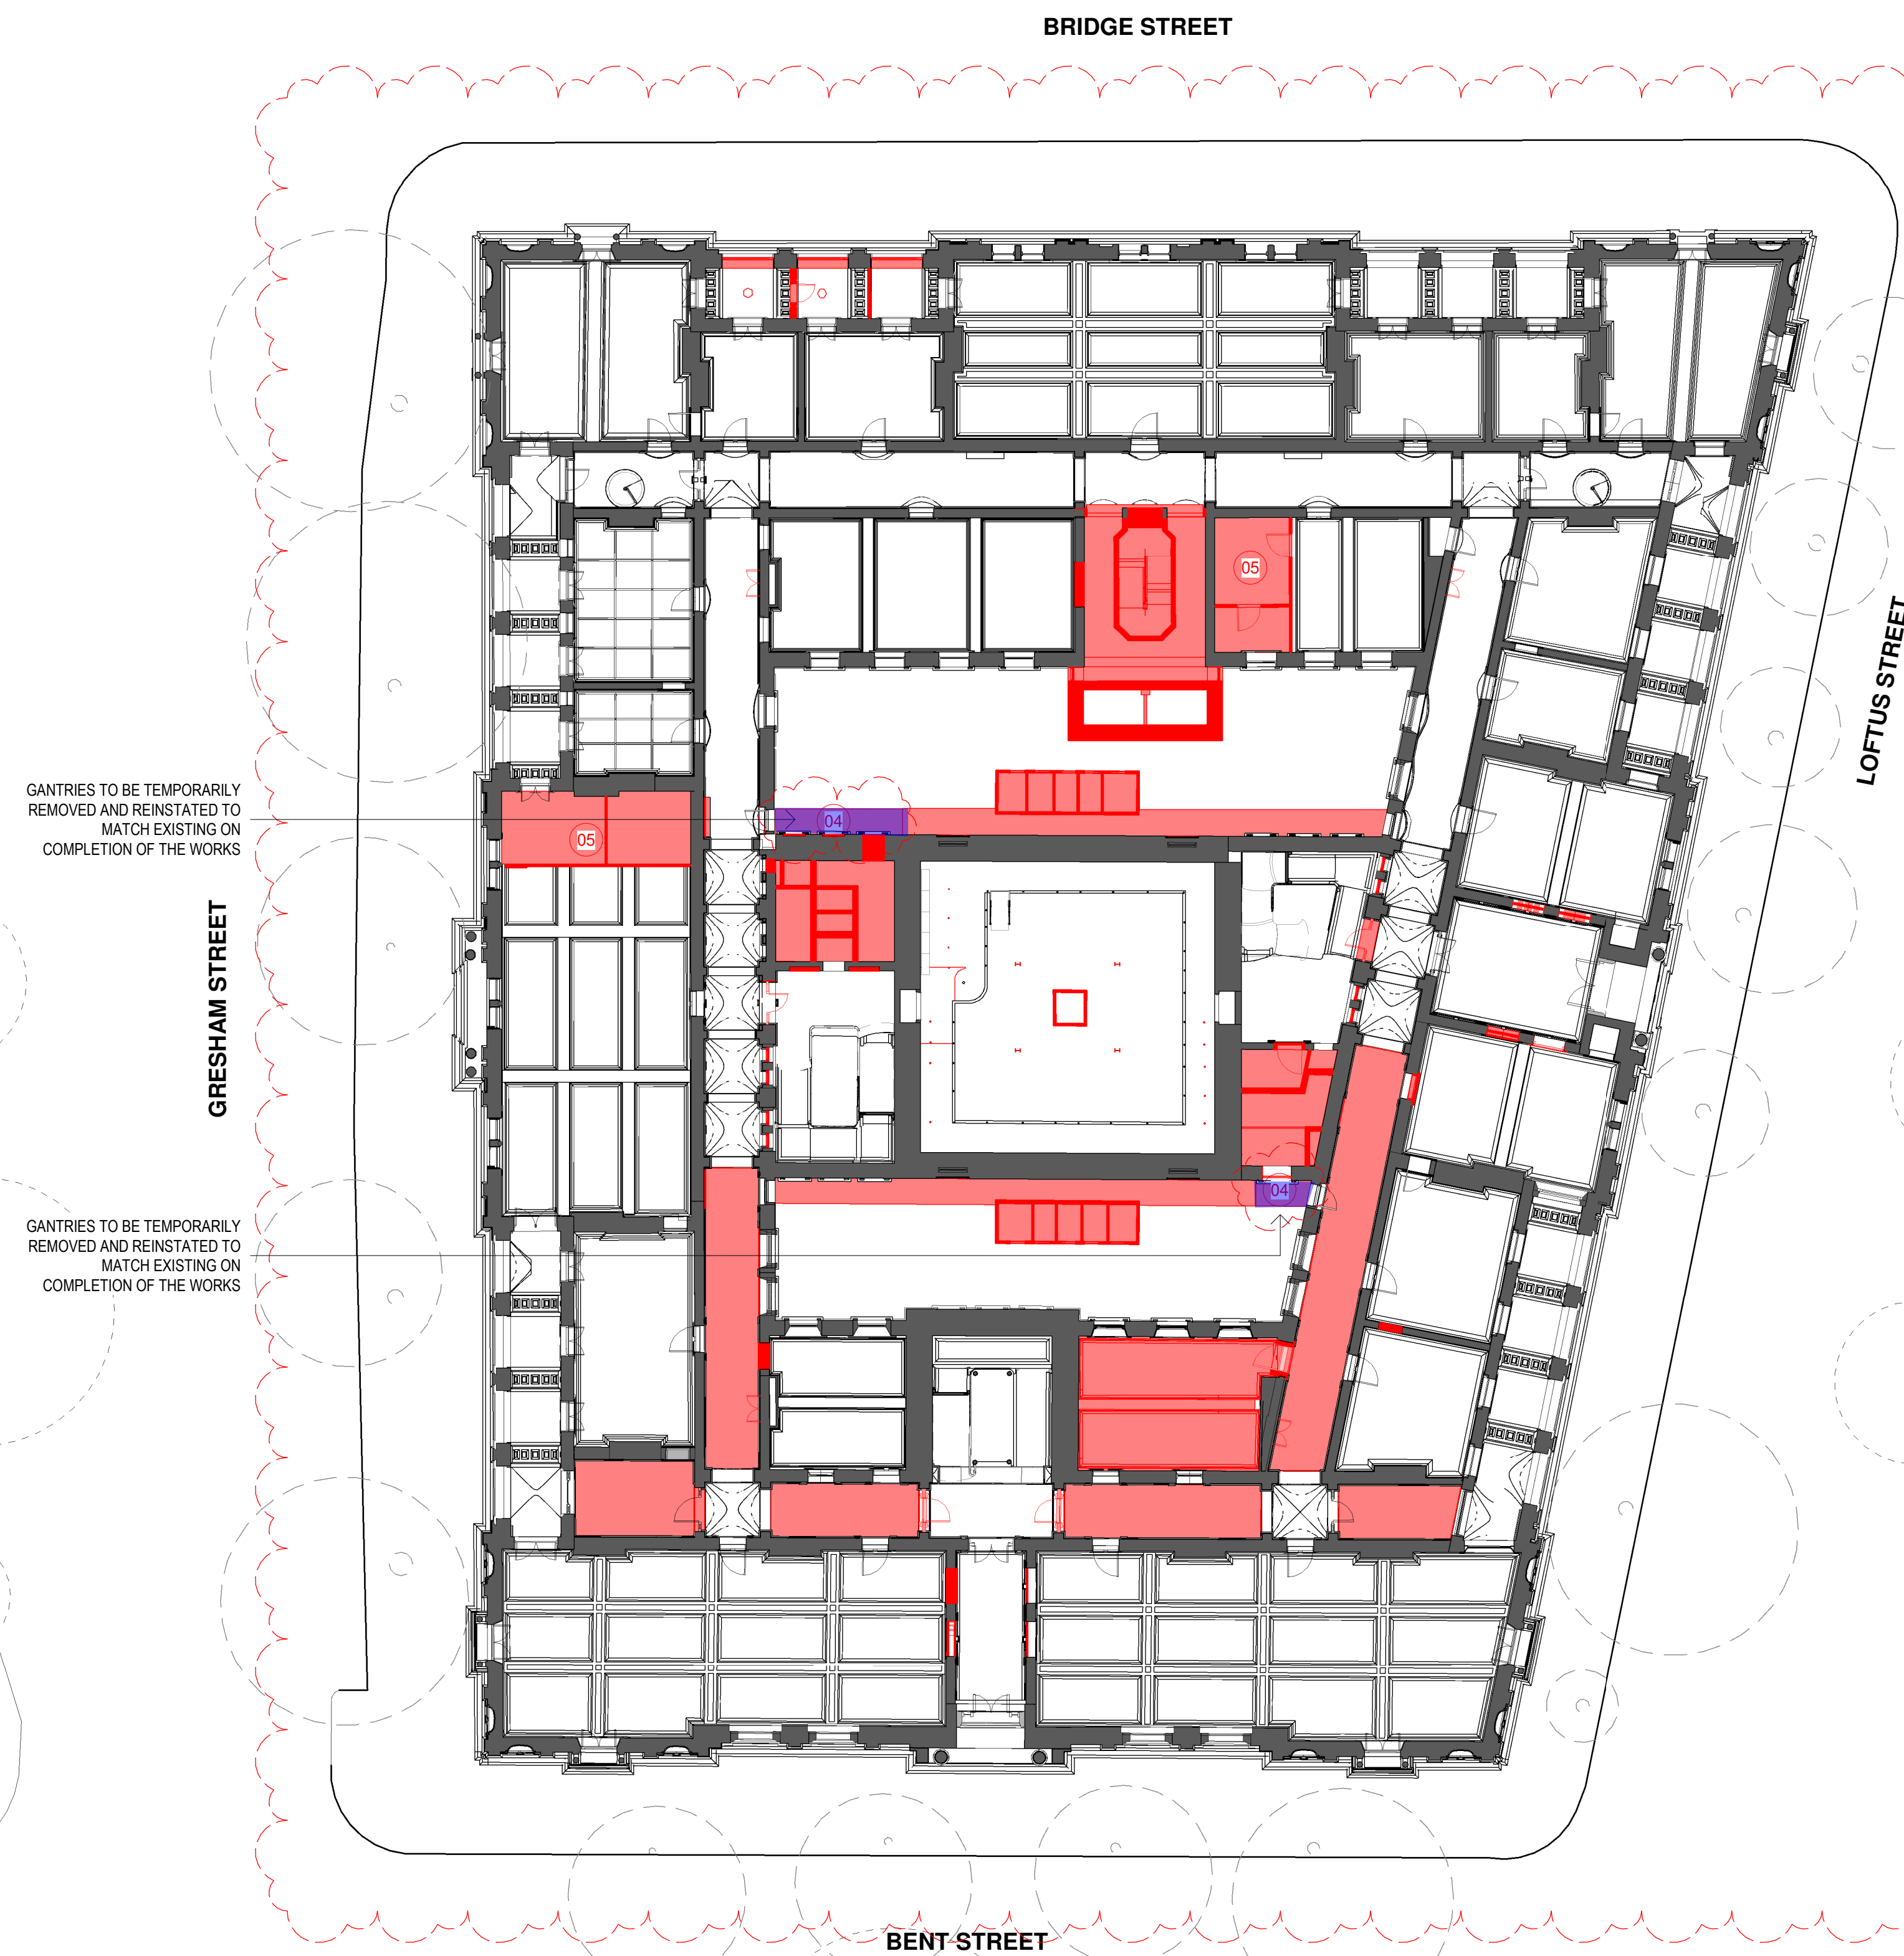 BRIDGE STREET
05
LOFTUS STREET
GANTRIES TO BE TEMPORARILY
REMOVED AND REINSTATED TO
MATCH EXISTING ON
COMPLETION OF THE WORKS
04
05
GRESHAM STREET
04
GANTRIES TO BE TEMPORARILY
REMOVED AND REINSTATED TO
MATCH EXISTING ON
COMPLETION OF THE WORKS
BENT STREET